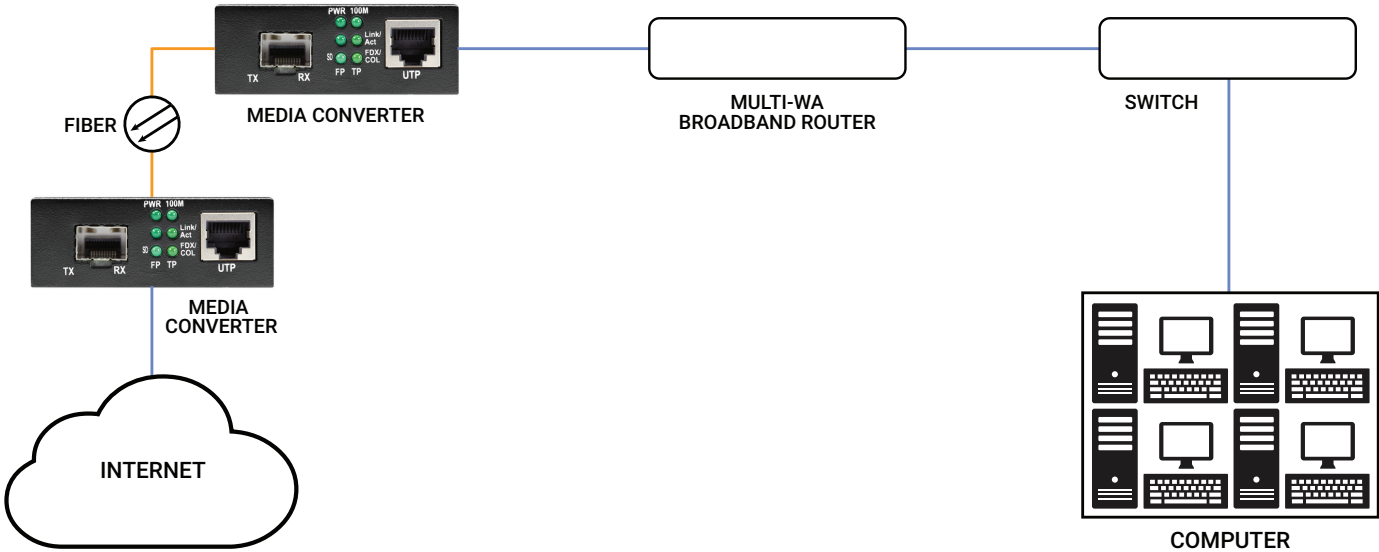 PWR 100M
Link/
Act
SD
FDX/
COL
TX
RX
FP TP
UTP
MEDIA CONVERTER
MULTI-WA
BROADBAND ROUTER
SWITCH
FIBER
PWR 100M
Link/
Act
SD
FDX/
COL
TX
RX
FP TP
UTP
MEDIA
CONVERTER
INTERNET
COMPUTER